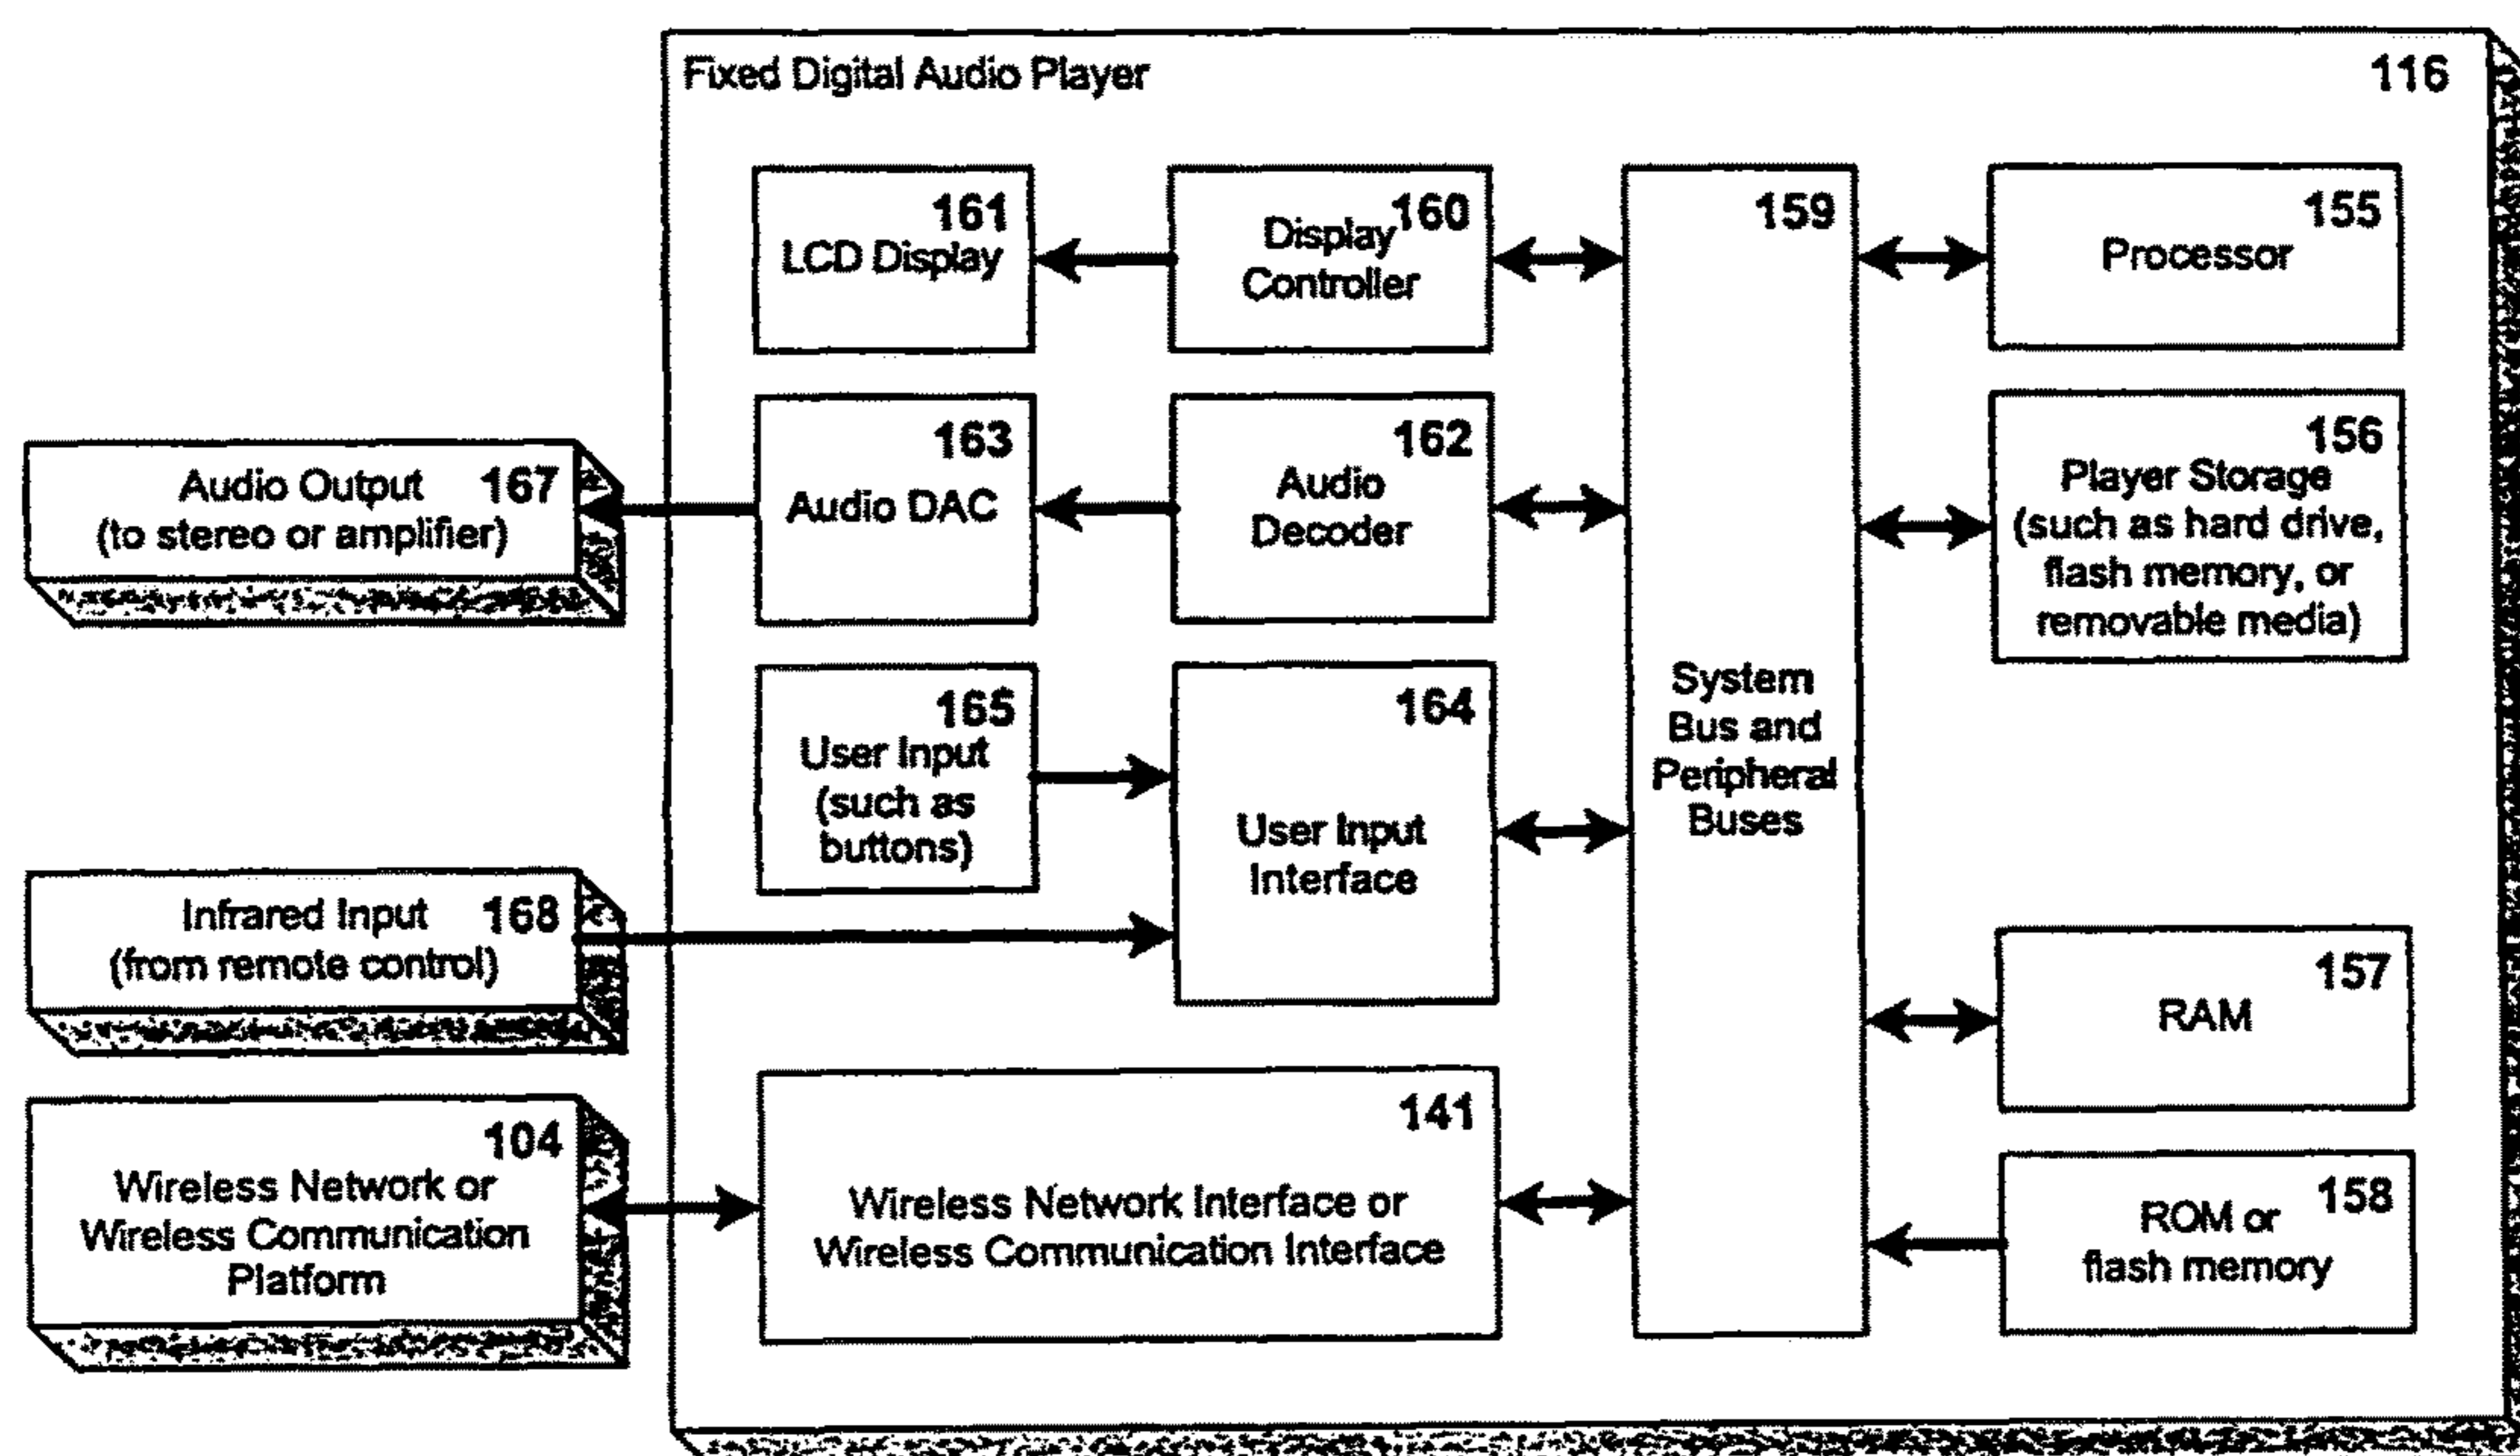 Fixed Digital Audio Player
116
161
LCD Display
160
Display
Controller
159
System
Bus and
Peripheral
Buses
155
Processor
163
Audio DAC
162
Audio
Decoder
156
Player Storage
(such as hard drive,
flash memory, or
removable media)
Audio Output 167
(to stereo or amplifier)
165
User Input
(such as
buttons)
164
User Input
Interface
Infrared Input 168
(from remote control)
157
RAM
104
Wireless Network or
Wireless Communication
Platform
141
Wireless Network Interface or
Wireless Communication Interface
158
ROM or
flash memory